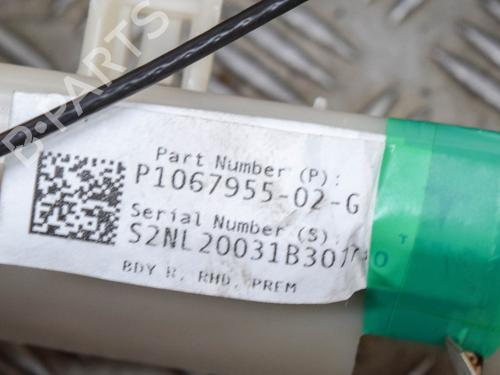 B-PARTS
Part Number (P):
P1067955-02-G
Serial Number (S):
BDY R, RHD, PREM